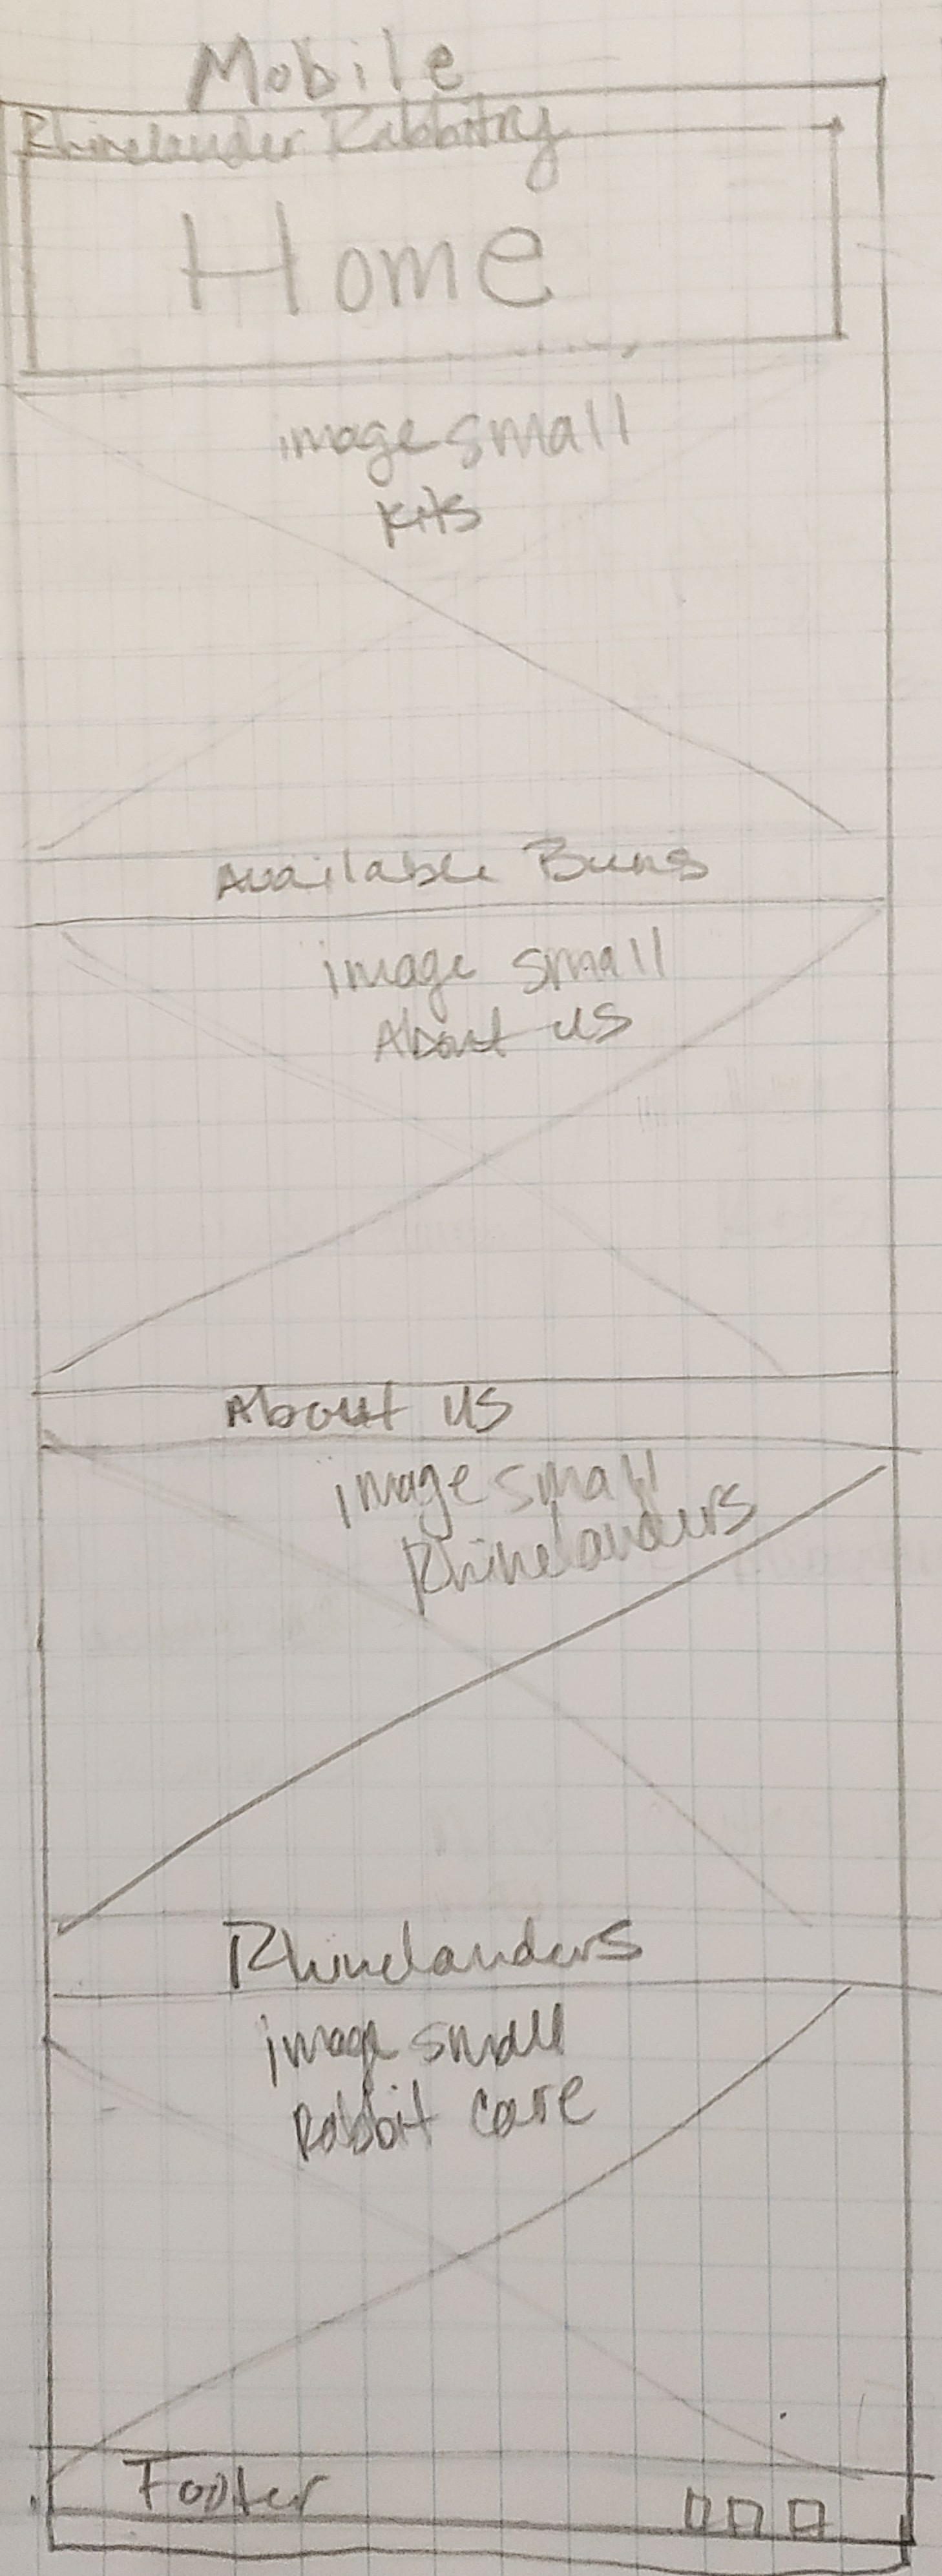 Mobile
Rhinelander Rabbitry
Home
image small
kits
Available Buns
image small
About us
About us
image small
Rhinelanders
Rhinelanders
image small
Rabbit Care
Footer